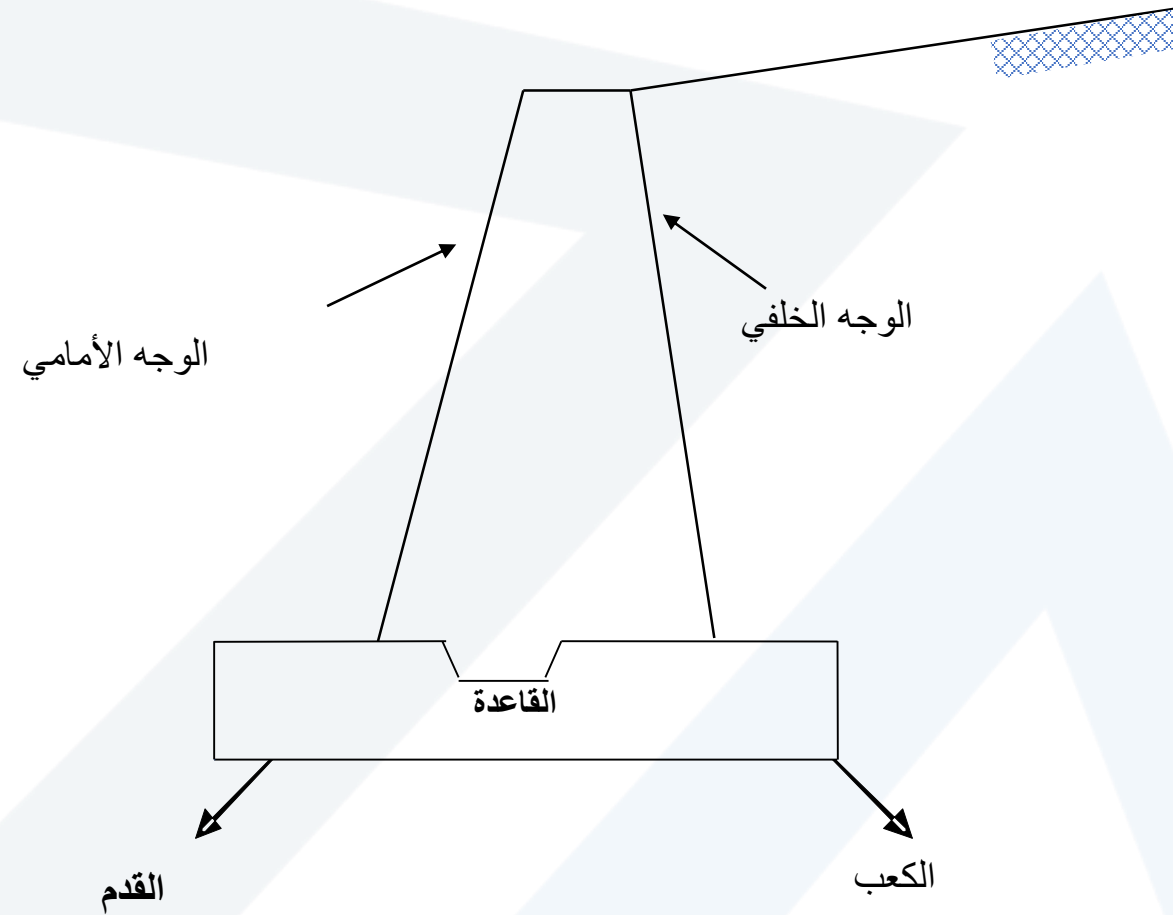 الوجه الخلفي
الوجه الأمامي
القاعدة
الكعب
القدم